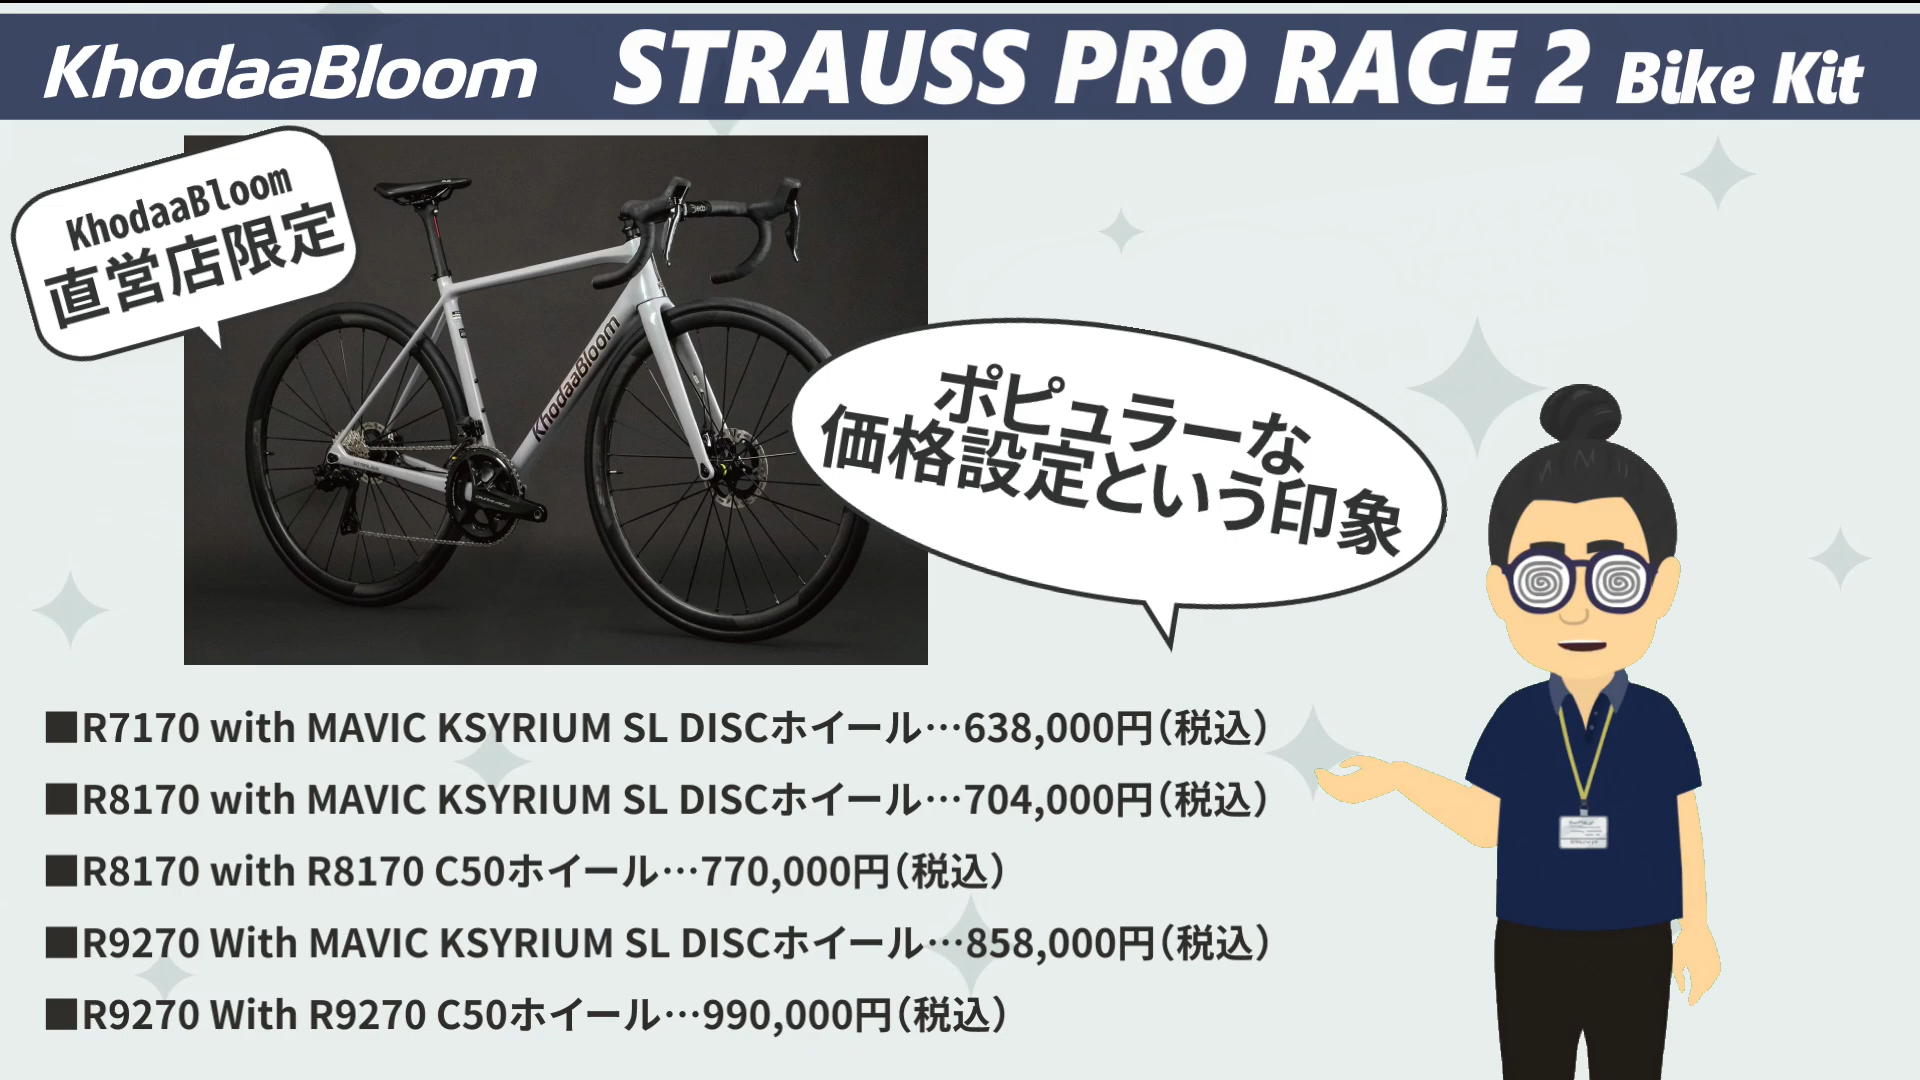 KhodaaBloom STRAUSS PRO RACE 2 Bike Kit
KhodaaBloom
直営店限定
KhodaaBloom
ポピュラーな
価格設定という印象
■R7170 with MAVIC KSYRIUM SL DISCホイール…638,000円(税込)
■R8170 with MAVIC KSYRIUM SL DISCホイール…704,000円(税込)
■R8170 with R8170 C50ホイール…770,000円(税込)
■R9270 With MAVIC KSYRIUM SL DISCホイール…858,000円(税込)
■R9270 With R9270 C50ホイール…990,000円(税込)